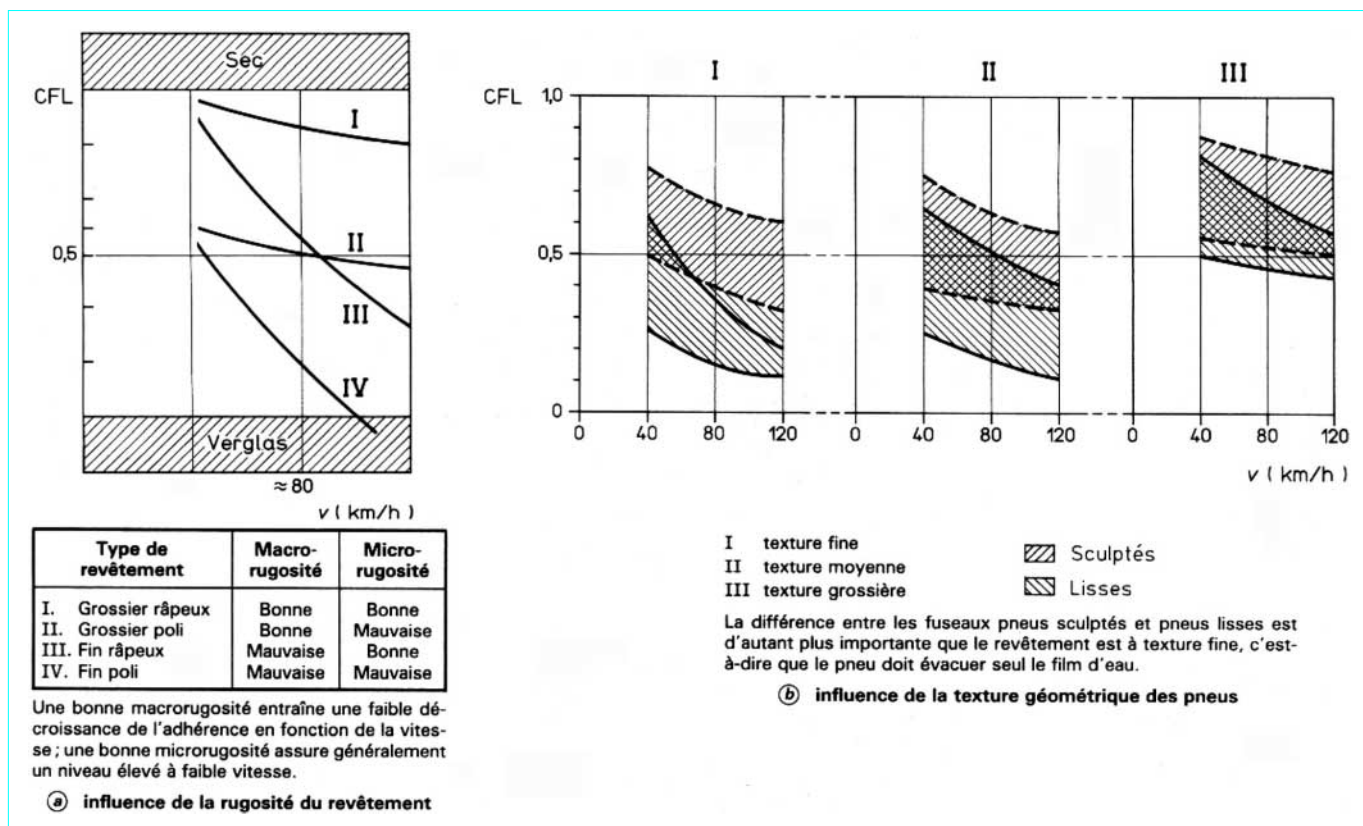 Sec
CFL
I
0,5
II
III
IV
Verglas
≈ 80
v ( km/h )
Type de revêtement Macro-rugosité Micro-rugosité
I. Grossier râpeux Bonne Bonne
II. Grossier poli Bonne Mauvaise
III. Fin râpeux Mauvaise Bonne
IV. Fin poli Mauvaise Mauvaise
Une bonne macrorugosité entraîne une faible dé-
croissance de l'adhérence en fonction de la vites-
se ; une bonne microrugosité assure généralement
un niveau élevé à faible vitesse.
a influence de la rugosité du revêtement
I II III
CFL 1,0
0,5
0
0 40 80 120 0 40 80 120 0 40 80 120
v ( km/h )
I texture fine
II texture moyenne
III texture grossière
Sculptés
Lisses
La différence entre les fuseaux pneus sculptés et pneus lisses est
d'autant plus importante que le revêtement est à texture fine, c'est-
à-dire que le pneu doit évacuer seul le film d'eau.
b influence de la texture géométrique des pneus